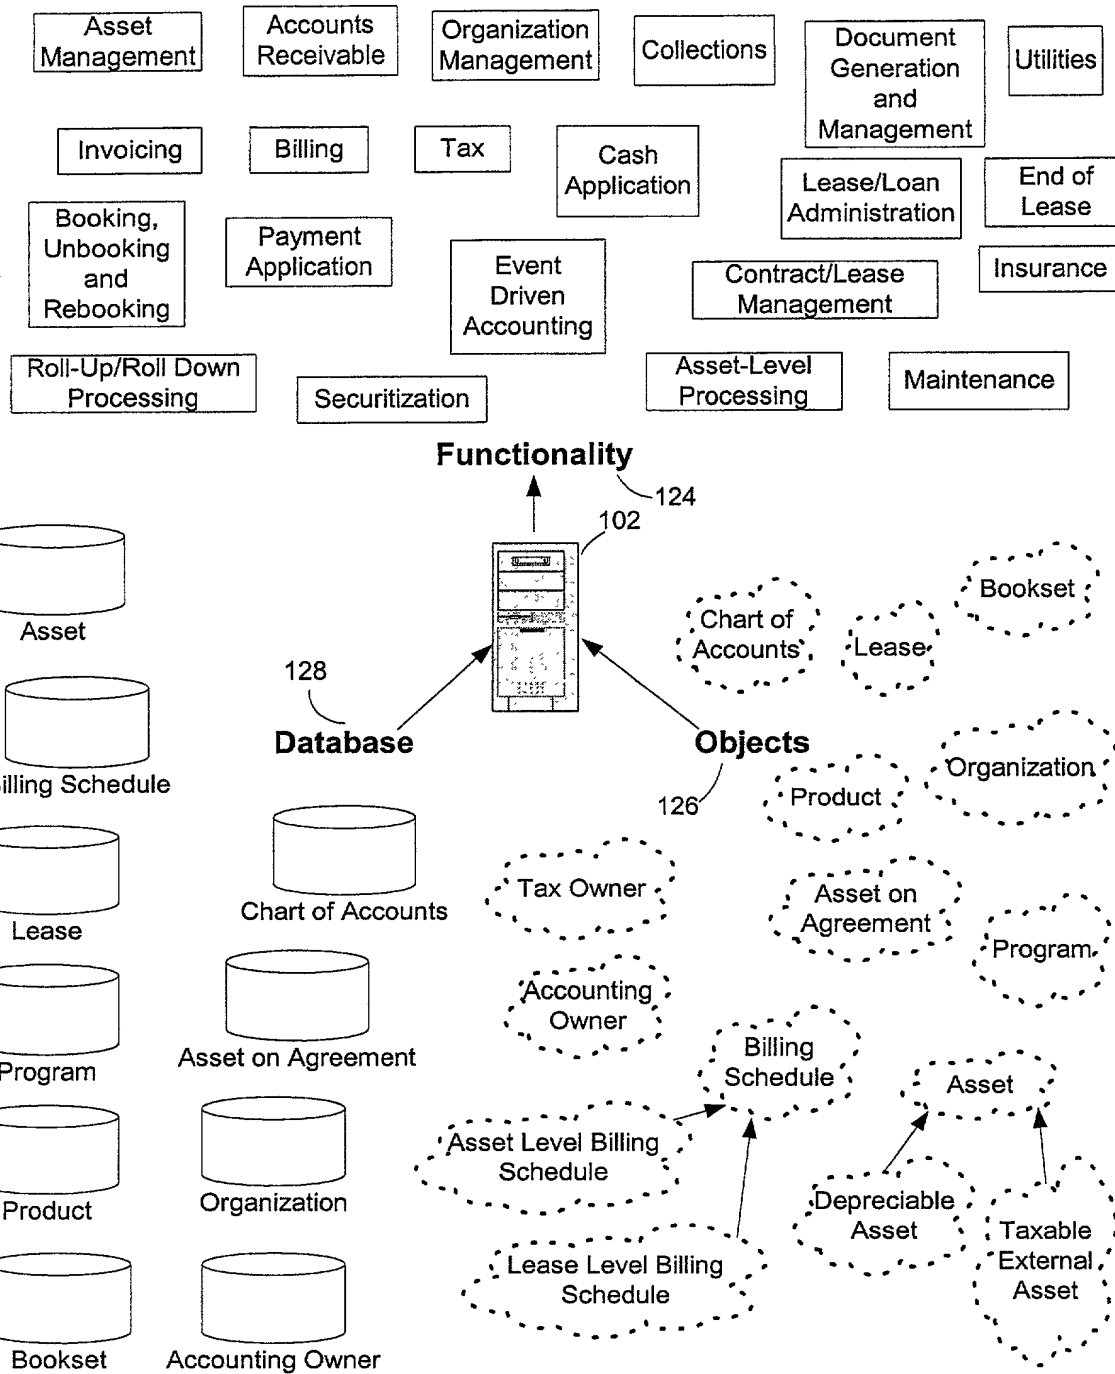 Asset
Management
Accounts
Receivable
Organization
Management
Collections
Document
Generation
and
Management
Utilities
Invoicing
Billing
Tax
Cash
Application
Lease/Loan
Administration
End of
Lease
Booking,
Unbooking
and
Rebooking
Payment
Application
Event
Driven
Accounting
Contract/Lease
Management
Insurance
Roll-Up/Roll Down
Processing
Securitization
Asset-Level
Processing
Maintenance
Functionality
124
102
Asset
Billing Schedule
128
Database
Objects
126
Chart of
Accounts
Lease
Bookset
Organization
Product
Lease
Chart of Accounts
Tax Owner
Asset on
Agreement
Program
Program
Asset on Agreement
Accounting
Owner
Billing
Schedule
Asset
Product
Organization
Asset Level Billing
Schedule
Depreciable
Asset
Taxable
External
Asset
Lease Level Billing
Schedule
Bookset
Accounting Owner